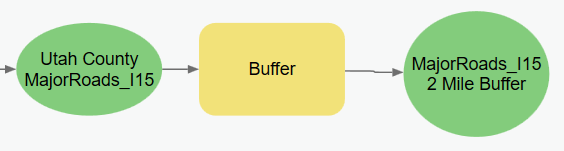 Utah County
MajorRoads_I15
Buffer
MajorRoads_I15
2 Mile Buffer